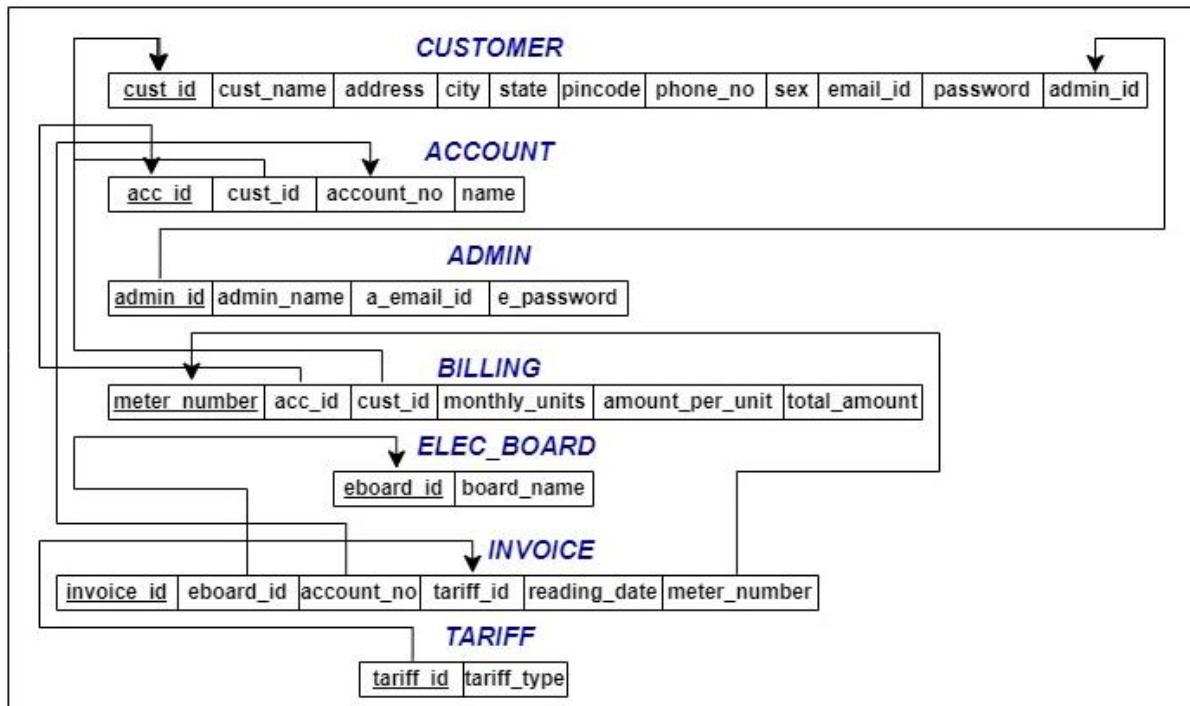 CUSTOMER
cust_id cust_name address city state pincode phone_no sex email_id password admin_id
ACCOUNT
acc_id cust_id account_no name
ADMIN
admin_id admin_name a_email_id e_password
BILLING
meter_number acc_id cust_id monthly_units amount_per_unit total_amount
ELEC_BOARD
eboard_id board_name
INVOICE
invoice_id eboard_id account_no tariff_id reading_date meter_number
TARIFF
tariff_id tariff_type